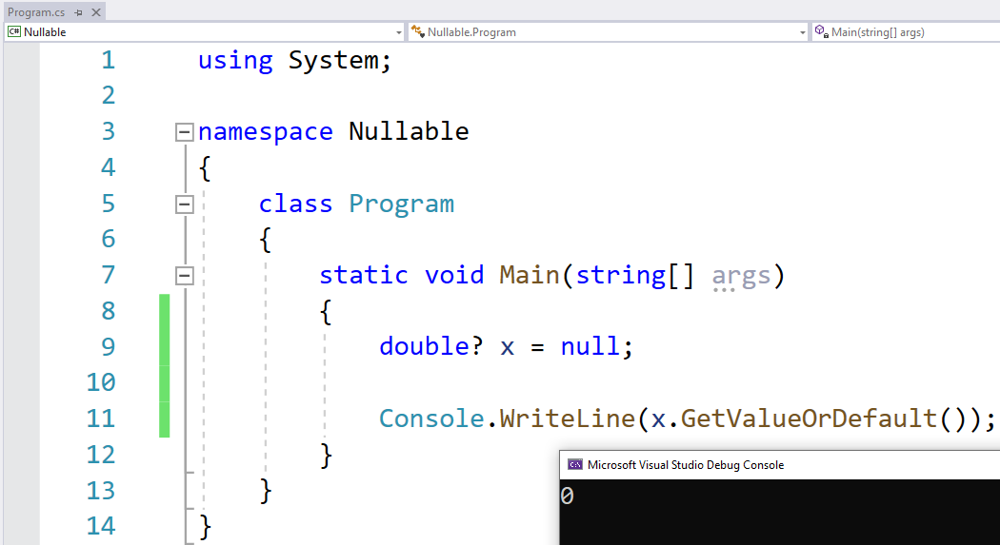 Program.cs
C# Nullable
Nullable.Program
Main(string[] args)
1 using System;
2
3 namespace Nullable
4 {
5 class Program
6 {
7 static void Main(string[] args)
8 {
9 double? x = null;
10
11 Console.WriteLine(x.GetValueOrDefault());
12 }
13 }
14 }
C:\ Microsoft Visual Studio Debug Console
0